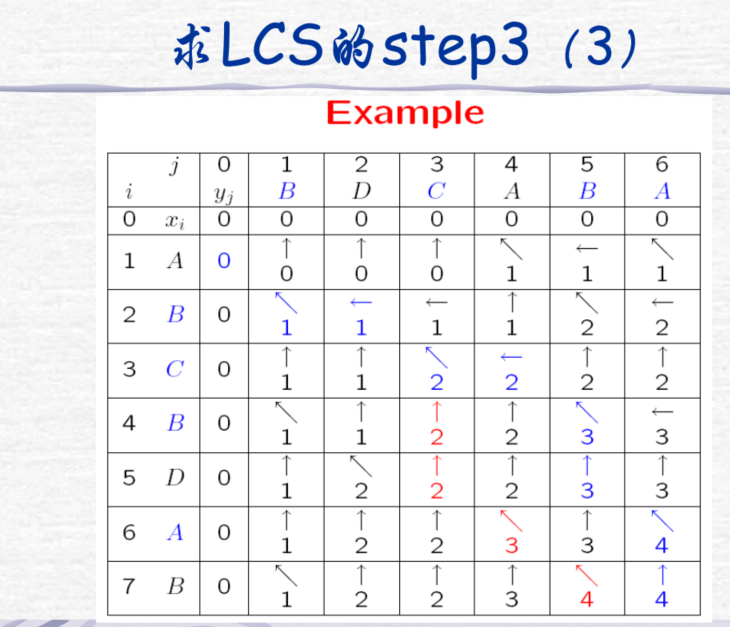 求LCS的step3（3）
Example
j 0 1 2 3 4 5 6
i y_j B D C A B A
0 x_i 0 0 0 0 0 0 0
↑ ↑ ↑ ↖ ← ↖
1 A 0 0 0 0 1 1 1
↖ ← ← ↑ ↖ ←
2 B 0 1 1 1 1 2 2
↑ ↑ ↖ ← ↑ ↑
3 C 0 1 1 2 2 2 2
↖ ↑ ↑ ↑ ↖ ←
4 B 0 1 1 2 2 3 3
↑ ↖ ↑ ↑ ↑ ↑
5 D 0 1 2 2 2 3 3
↑ ↑ ↑ ↖ ↑ ↖
6 A 0 1 2 2 3 3 4
↖ ↑ ↑ ↑ ↖ ↑
7 B 0 1 2 2 3 4 4